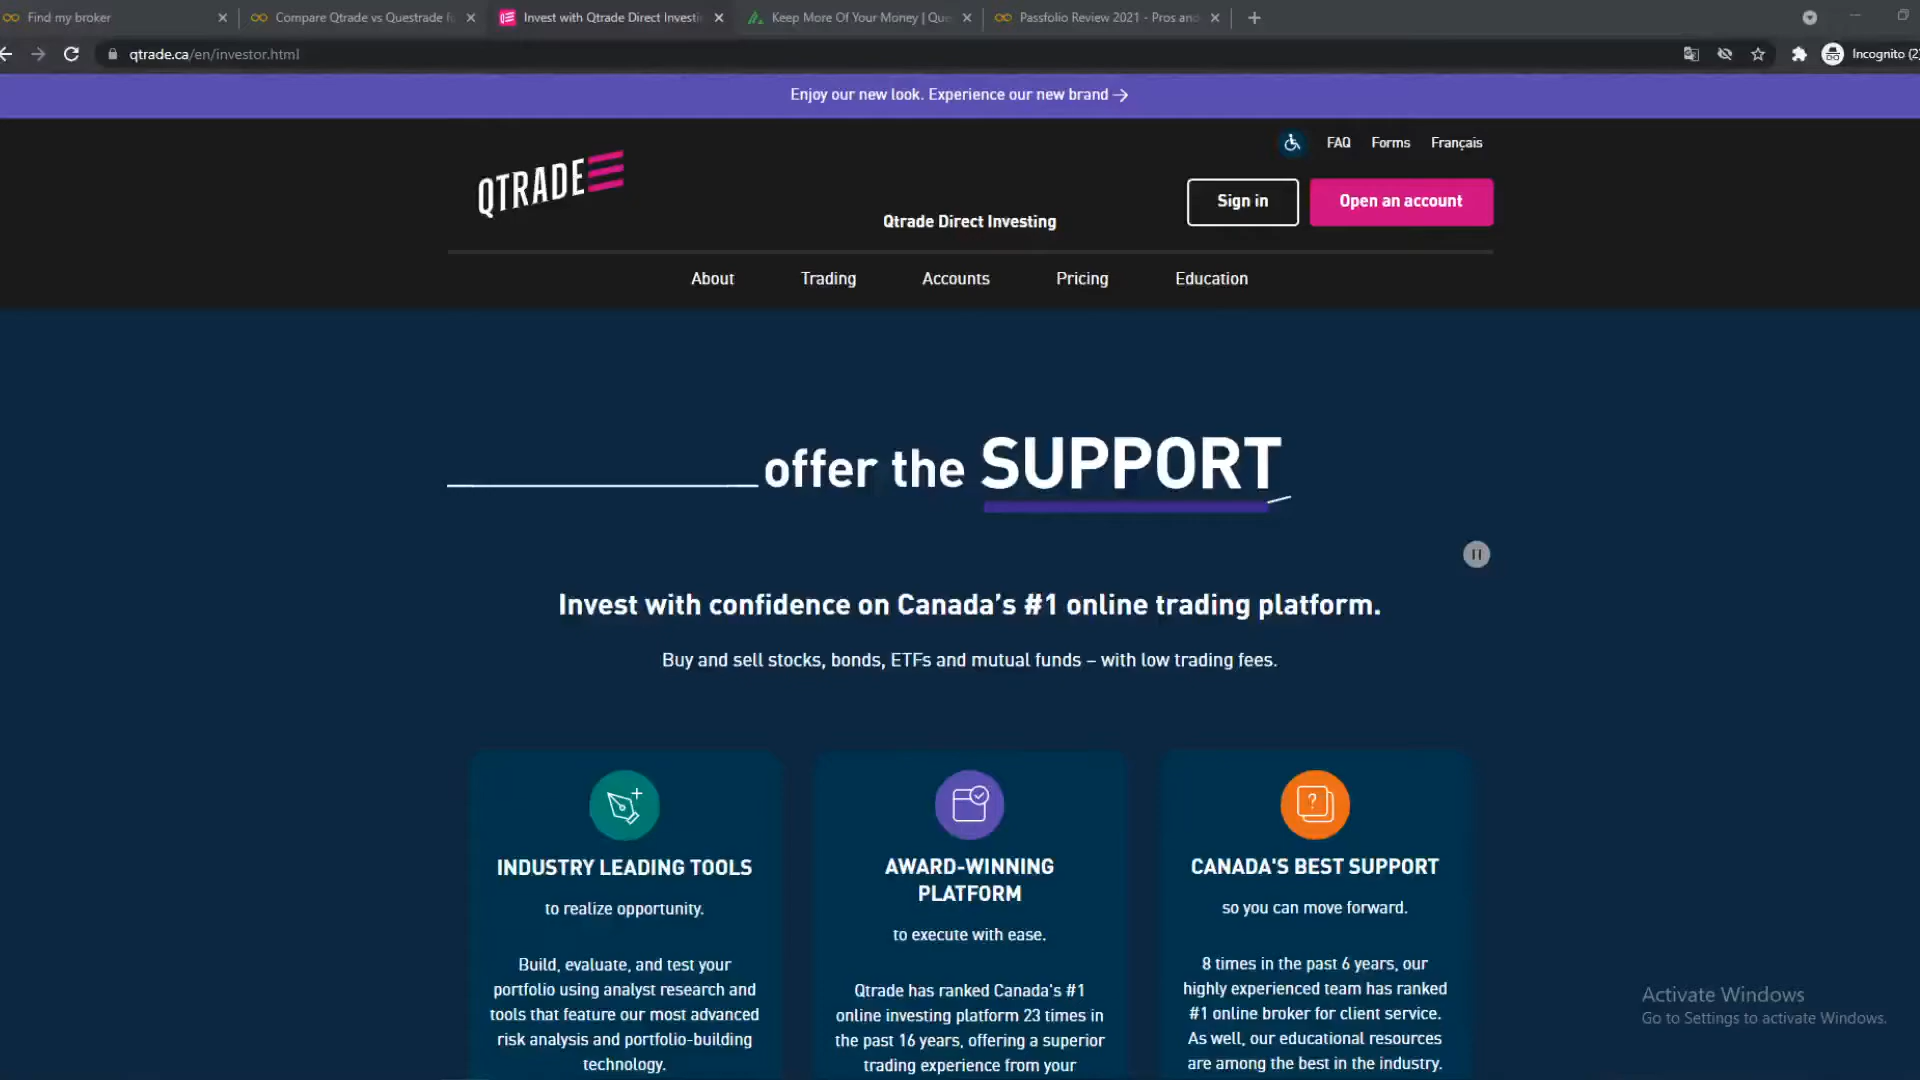 Find my broker
Compare Qtrade vs Questrade f
Invest with Qtrade Direct Investi
Keep More Of Your Money | Que
Passfolio Review 2021 - Pros and
qtrade.ca/en/investor.html
Incognito (2
Enjoy our new look. Experience our new brand →
FAQ Forms Français
QTRADE
Sign in
Open an account
Qtrade Direct Investing
About Trading Accounts Pricing Education
offer the SUPPORT
Invest with confidence on Canada's #1 online trading platform.
Buy and sell stocks, bonds, ETFs and mutual funds – with low trading fees.
INDUSTRY LEADING TOOLS
to realize opportunity.
Build, evaluate, and test your
portfolio using analyst research and
tools that feature our most advanced
risk analysis and portfolio-building
technology.
AWARD-WINNING
PLATFORM
to execute with ease.
Qtrade has ranked Canada's #1
online investing platform 23 times in
the past 16 years, offering a superior
trading experience from your
CANADA'S BEST SUPPORT
so you can move forward.
8 times in the past 6 years, our
highly experienced team has ranked
#1 online broker for client service.
As well, our educational resources
are among the best in the industry.
Activate Windows
Go to Settings to activate Windows.